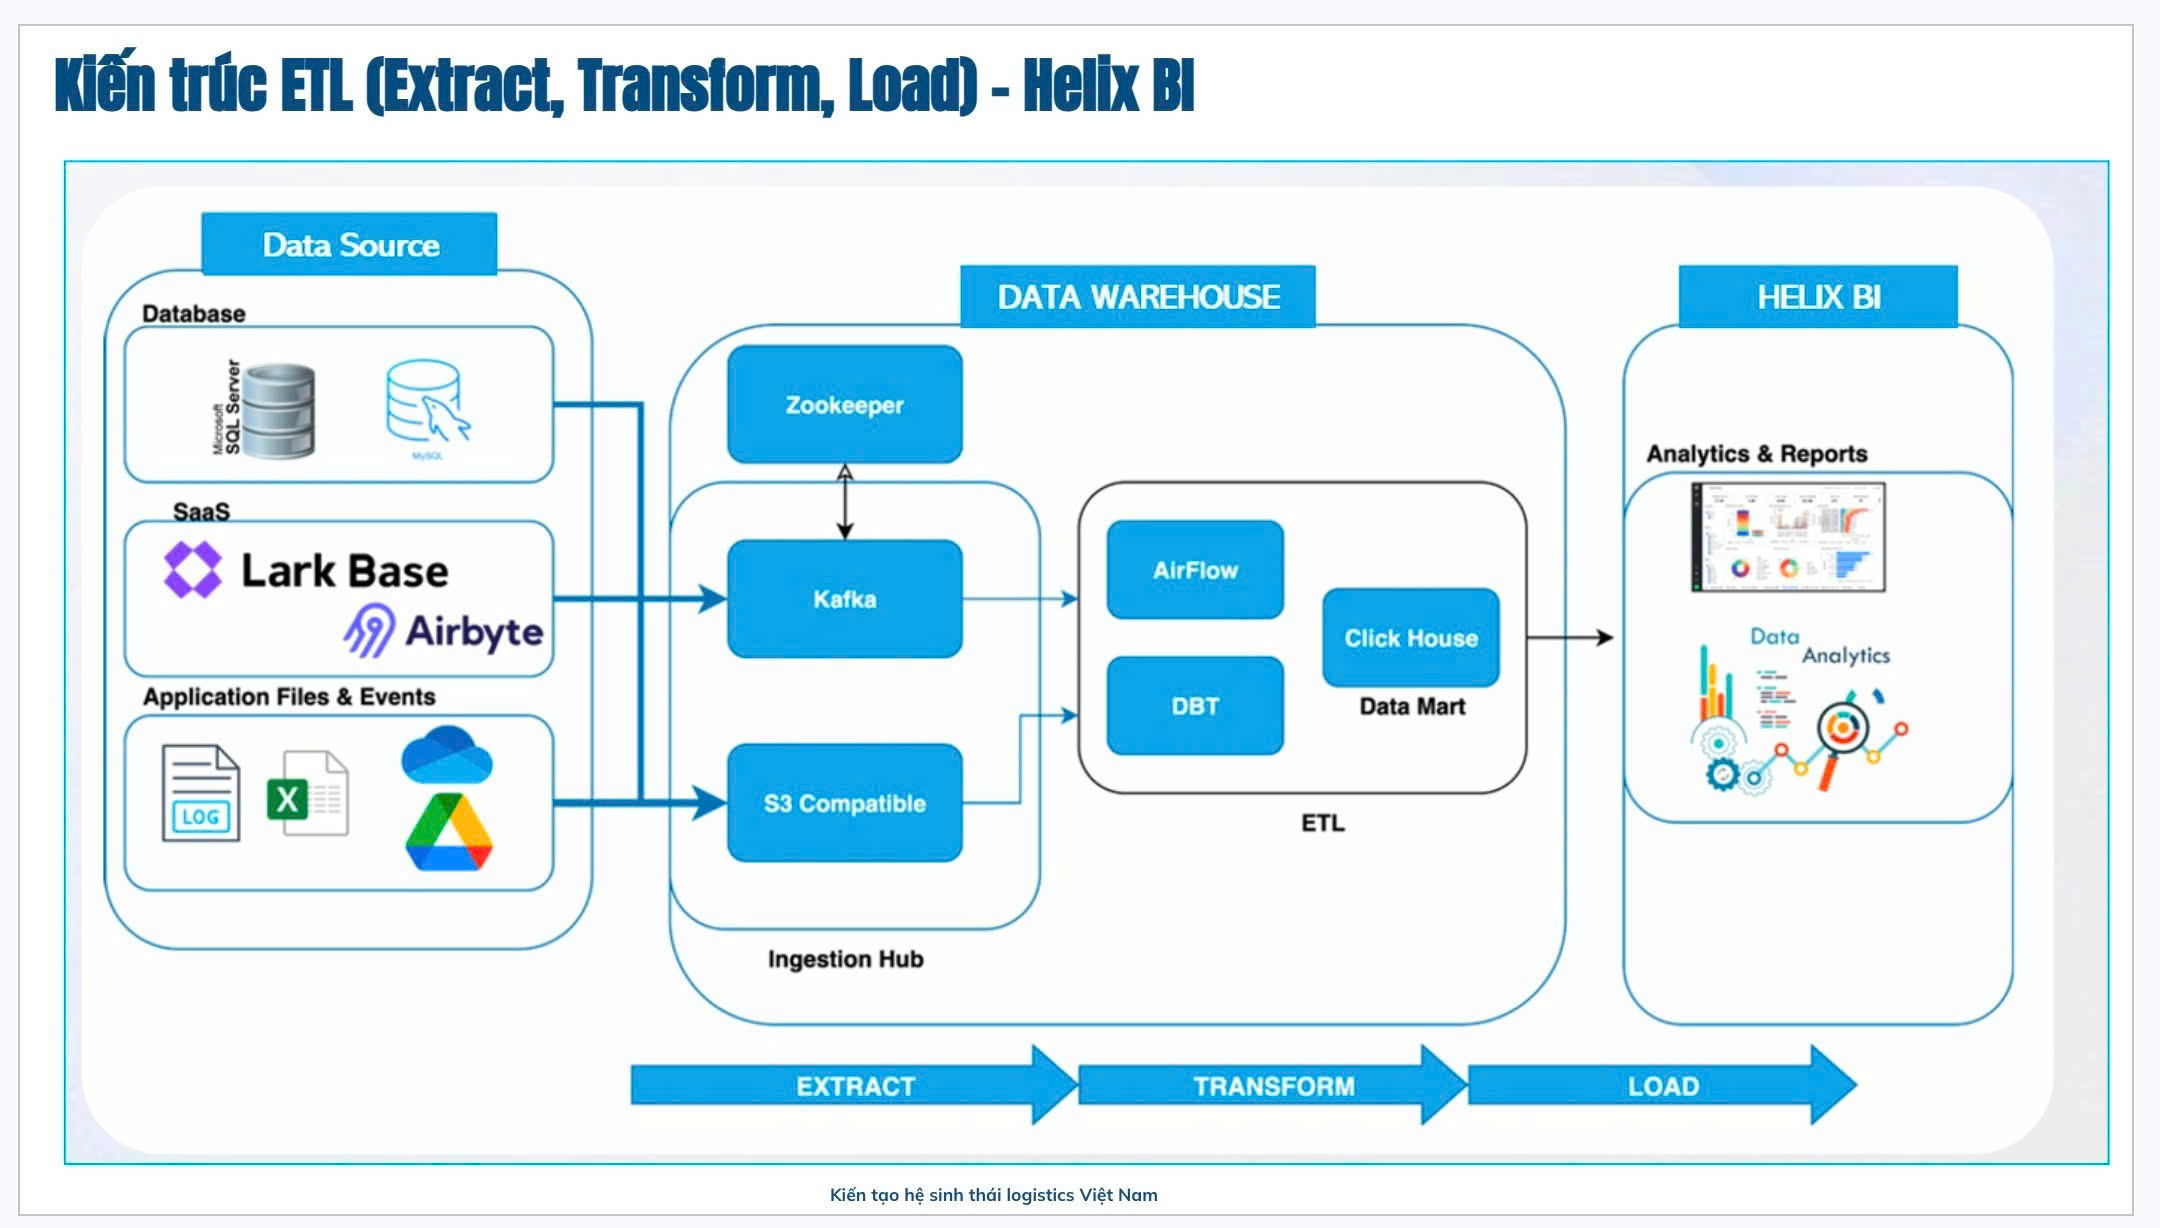 Kiến trúc ETL (Extract, Transform, Load) - Helix BI
Data Source
Database
Microsoft
SQL Server
MySQL
SaaS
Lark Base
Airbyte
Application Files & Events
LOG
X
DATA WAREHOUSE
Zookeeper
Kafka
S3 Compatible
Ingestion Hub
AirFlow
DBT
Click House
Data Mart
ETL
HELIX BI
Analytics & Reports
Data
Analytics
EXTRACT
TRANSFORM
LOAD
Kiến tạo hệ sinh thái logistics Việt Nam